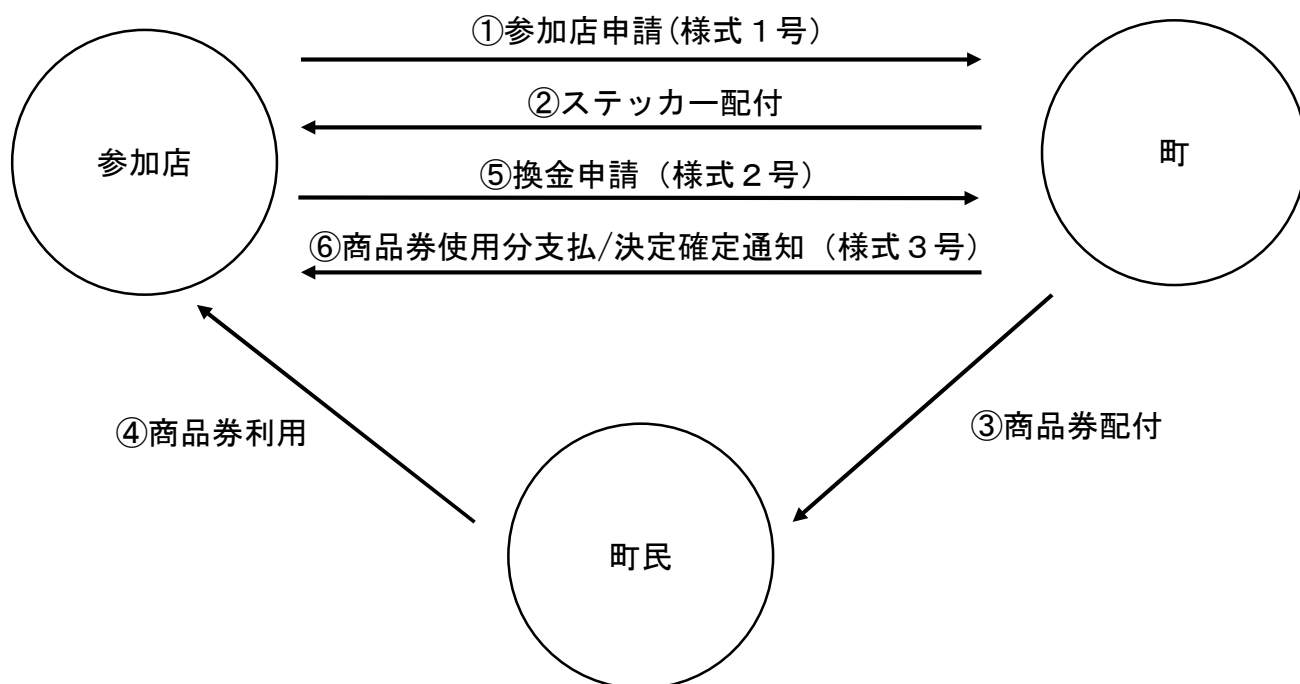 ①参加店申請(様式１号)
②ステッカー配付
参加店
町
⑤換金申請（様式２号）
⑥商品券使用分支払/決定確定通知（様式３号）
④商品券利用
③商品券配付
町民